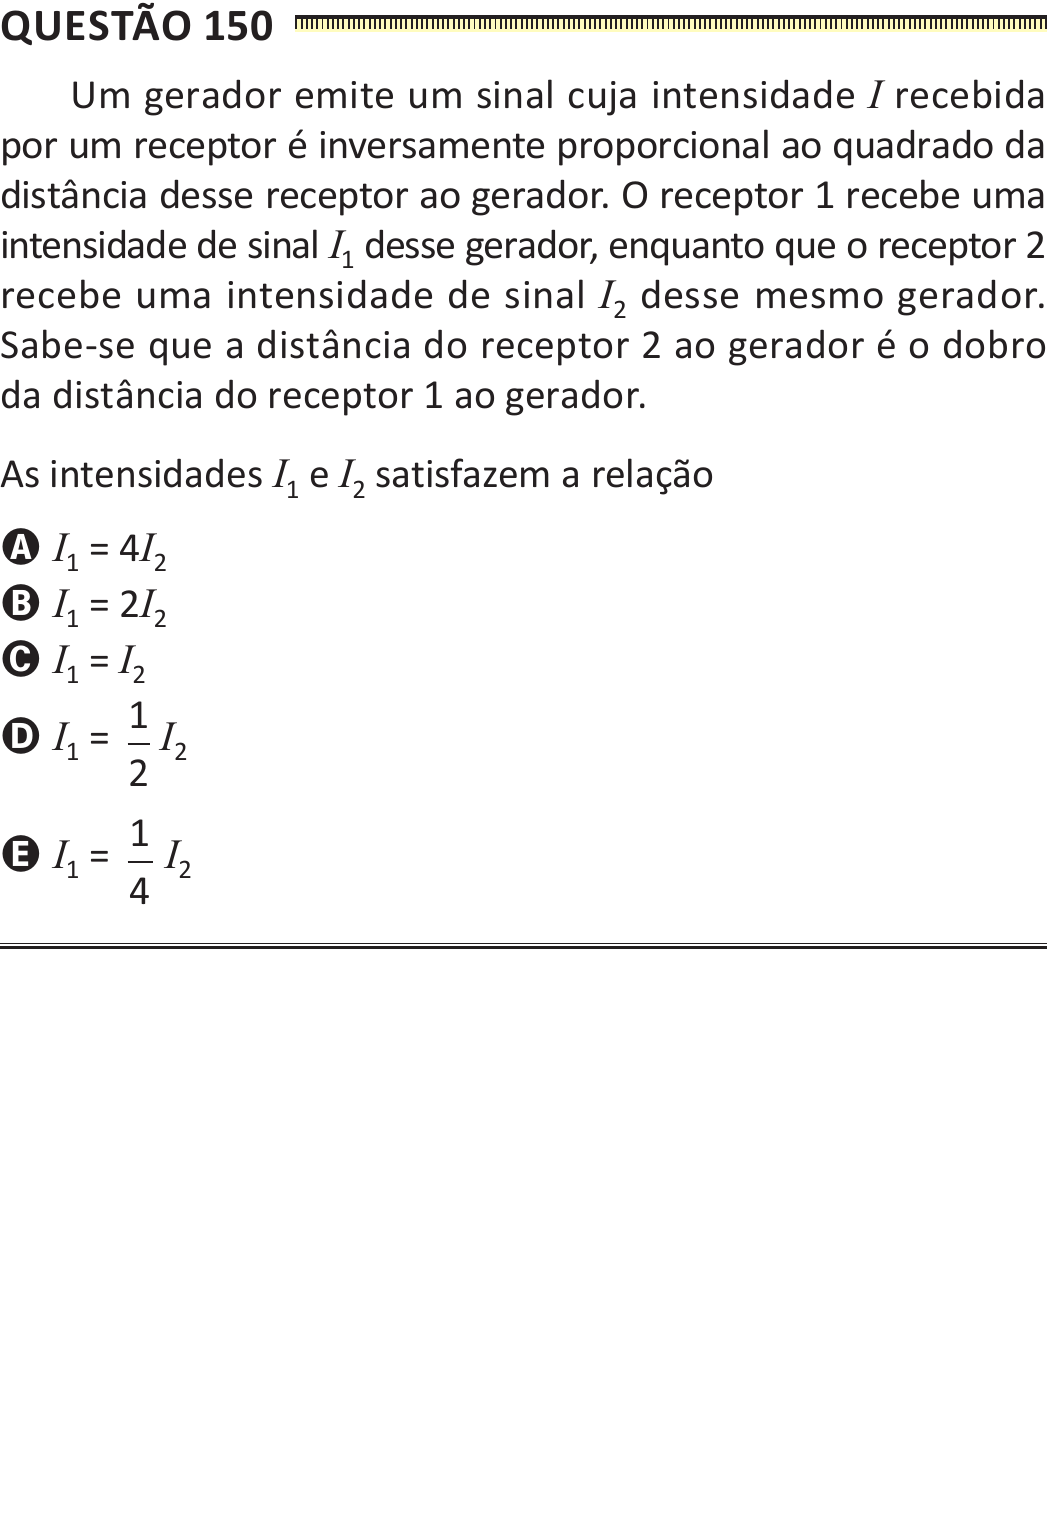 QUESTÃO 150
Um gerador emite um sinal cuja intensidade I recebida
por um receptor é inversamente proporcional ao quadrado da
distância desse receptor ao gerador. O receptor 1 recebe uma
intensidade de sinal I₁ desse gerador, enquanto que o receptor 2
recebe uma intensidade de sinal I₂ desse mesmo gerador.
Sabe-se que a distância do receptor 2 ao gerador é o dobro
da distância do receptor 1 ao gerador.
As intensidades I₁ e I₂ satisfazem a relação
A I₁ = 4I₂
B I₁ = 2I₂
C I₁ = I₂
D I₁ = 1/2 I₂
E I₁ = 1/4 I₂